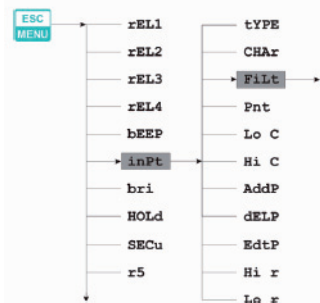 ESC
MENU
rEL1
rEL2
rEL3
rEL4
bEEP
inPt
bri
HOLd
SECu
r5
tYPE
CHAr
FiLt
Pnt
Lo C
Hi C
AddP
dELP
EdtP
Hi r
Lo r